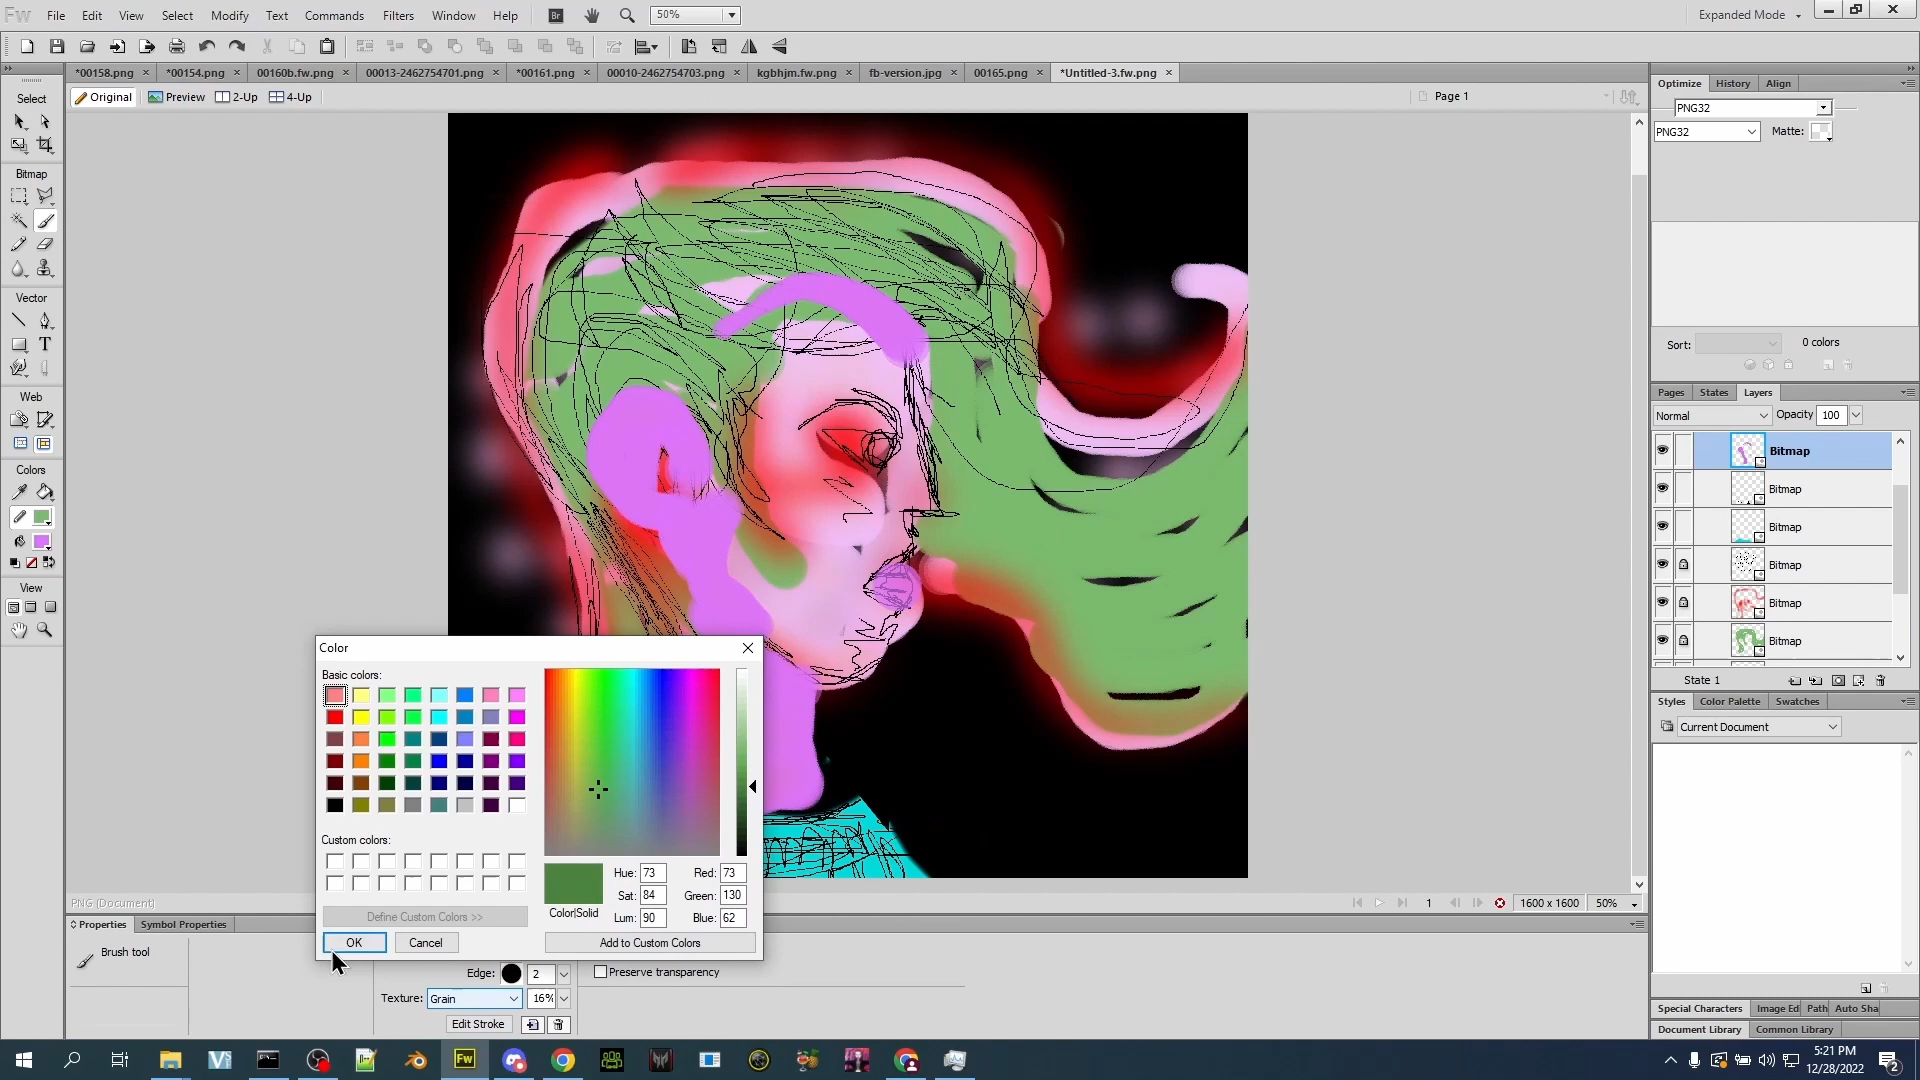 Fw File Edit View Select Modify Text Commands Filters Window Help Br 50% Expanded Mode
*00158.png *00154.png 00160b.fw.png 00013-2462754701.png *00161.png 00010-2462754703.png kgbhjm.fw.png fb-version.jpg 00165.png *Untitled-3.fw.png
Original Preview 2-Up 4-Up Page 1
Select
Bitmap
Vector
T
Web
Colors
View
Optimize History Align
PNG32
PNG32 Matte:
Sort: 0 colors
Pages States Layers
Normal Opacity 100
Bitmap
Bitmap
Bitmap
Bitmap
Bitmap
Bitmap
State 1
Styles Color Palette Swatches
Current Document
Special Characters Image Ed Path Auto Sha
Document Library Common Library
Color
Basic colors:
Custom colors:
Define Custom Colors >>
OK Cancel
Color|Solid
Hue: 73 Red: 73
Sat: 84 Green: 130
Lum: 90 Blue: 62
Add to Custom Colors
PNG (Document)
1 1600 x 1600 50%
Properties Symbol Properties
Brush tool
Edge: 2 Preserve transparency
Texture: Grain 16%
Edit Stroke
Fw
5:21 PM
12/28/2022
2